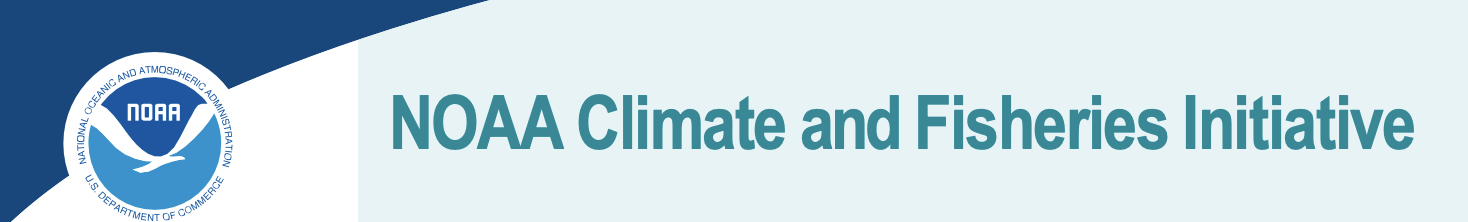 NATIONAL OCEANIC AND ATMOSPHERIC ADMINISTRATION
NOAA
U.S. DEPARTMENT OF COMMERCE
NOAA Climate and Fisheries Initiative